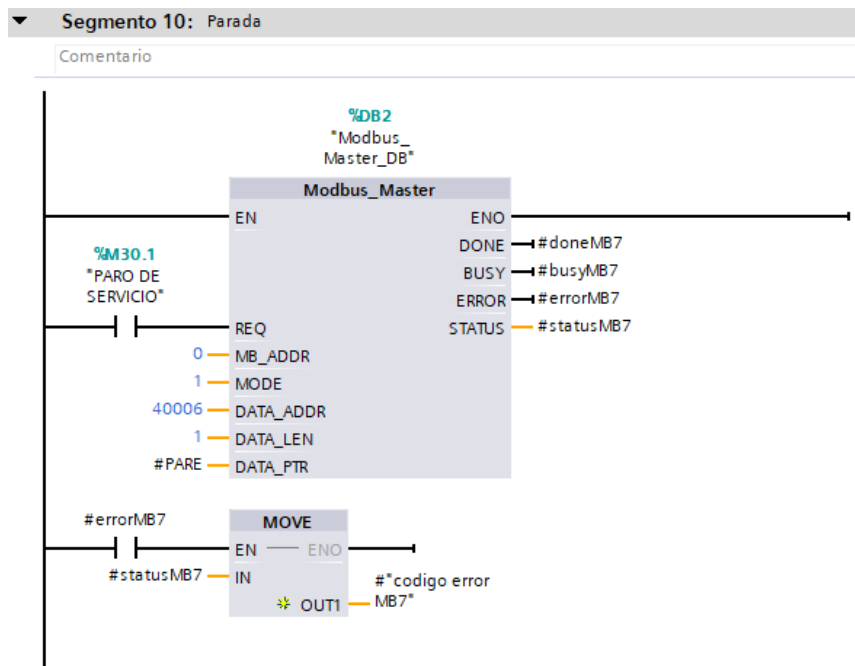 Segmento 10: Parada
Comentario
%DB2
"Modbus_
Master_DB"
Modbus_Master
EN ENO
DONE #doneMB7
%M30.1
"PARO DE
SERVICIO"
BUSY #busyMB7
ERROR #errorMB7
REQ STATUS #statusMB7
0 MB_ADDR
1 MODE
40006 DATA_ADDR
1 DATA_LEN
#PARE DATA_PTR
#errorMB7
MOVE
EN ENO
#statusMB7 IN
OUT1 #"codigo error
MB7"